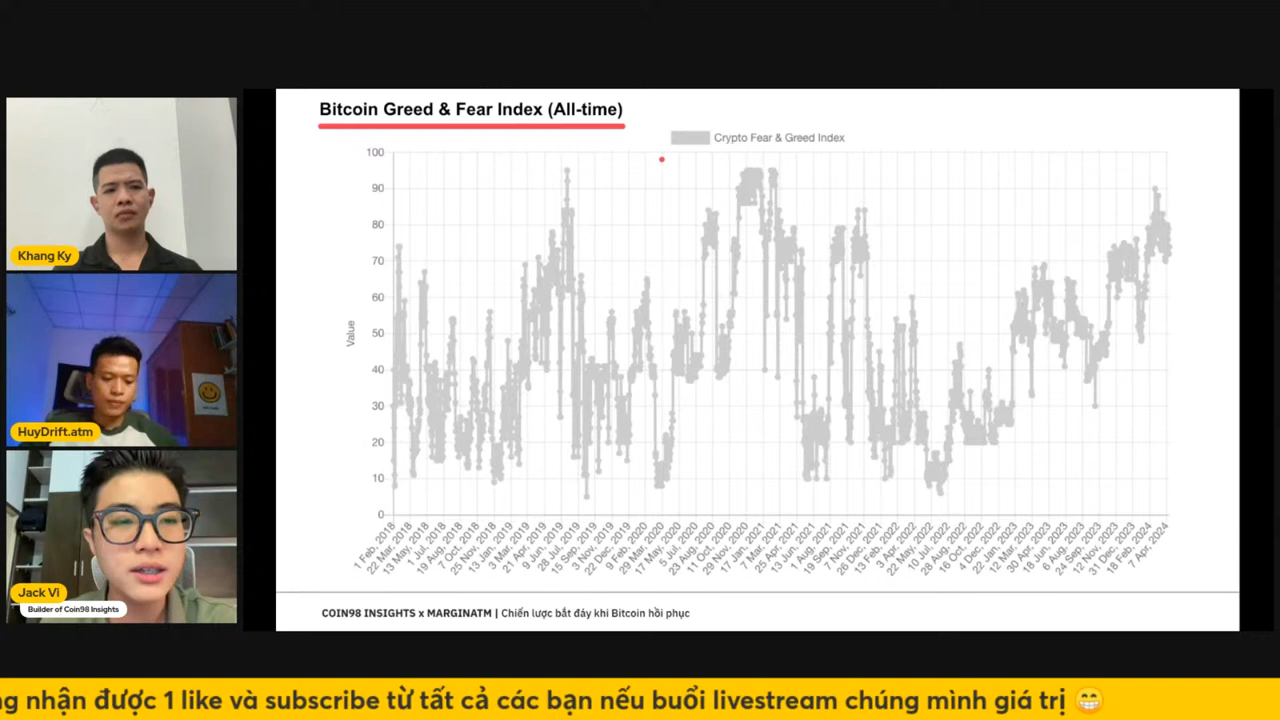 Bitcoin Greed & Fear Index (All-time)
Crypto Fear & Greed Index
100
90
80
70
60
50
40
30
20
10
0
Value
1 Feb, 2018
22 Mar, 2018
13 May, 2018
1 Jul, 2018
19 Aug, 2018
7 Oct, 2018
25 Nov, 2018
13 Jan, 2019
3 Mar, 2019
21 Apr, 2019
9 Jun, 2019
28 Jul, 2019
15 Sep, 2019
3 Nov, 2019
22 Dec, 2019
9 Feb, 2020
29 Mar, 2020
17 May, 2020
5 Jul, 2020
23 Aug, 2020
11 Oct, 2020
29 Nov, 2020
17 Jan, 2021
7 Mar, 2021
25 Apr, 2021
13 Jun, 2021
1 Aug, 2021
19 Sep, 2021
7 Nov, 2021
26 Dec, 2021
13 Feb, 2022
3 Apr, 2022
22 May, 2022
10 Jul, 2022
28 Aug, 2022
16 Oct, 2022
4 Dec, 2022
22 Jan, 2023
12 Mar, 2023
30 Apr, 2023
18 Jun, 2023
6 Aug, 2023
24 Sep, 2023
12 Nov, 2023
31 Dec, 2023
18 Feb, 2024
7 Apr, 2024
COIN98 INSIGHTS x MARGINATM | Chiến lược bắt đáy khi Bitcoin hồi phục
Khang Ky
HuyDrift.atm
Jack Vĩ
Builder of Coin98 Insights
nhận được 1 like và subscribe từ tất cả các bạn nếu buổi livestream chúng mình giá trị 😁